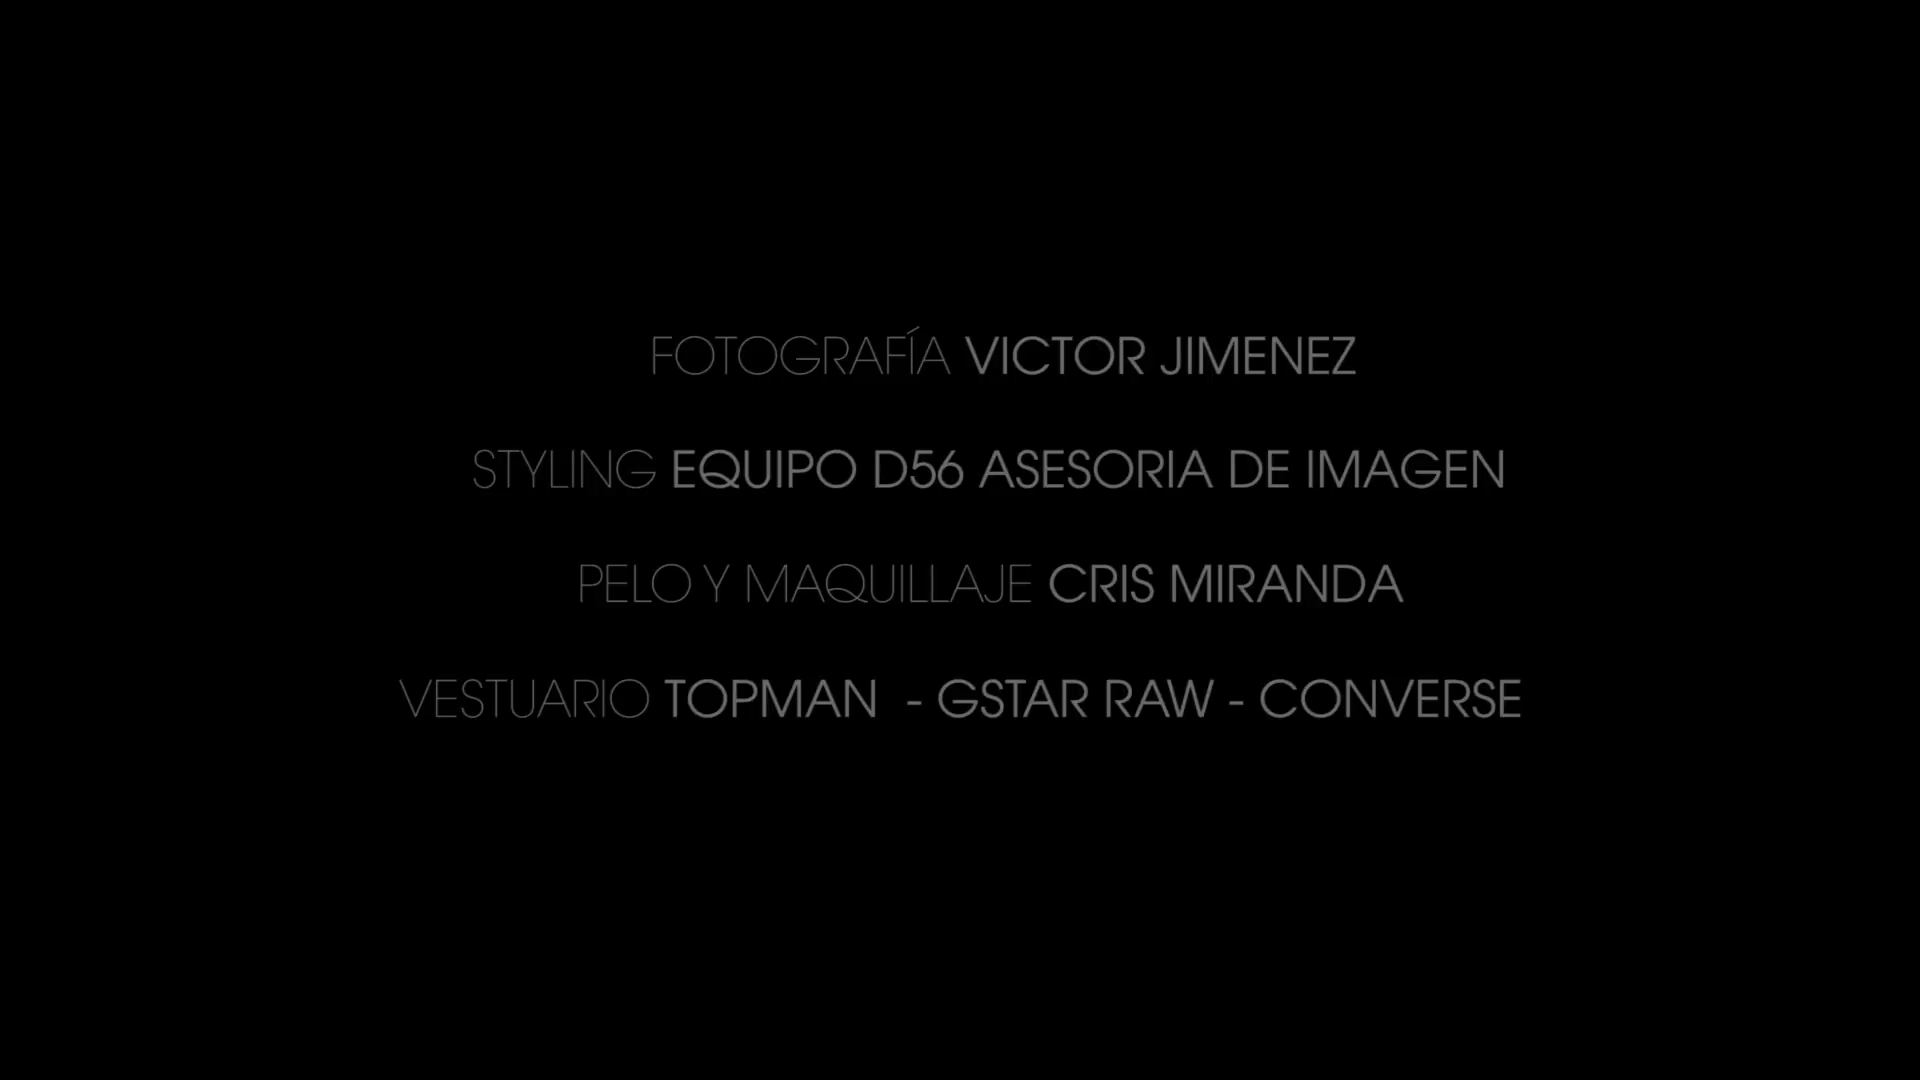 FOTOGRAFÍA VICTOR JIMENEZ
STYLING EQUIPO D56 ASESORIA DE IMAGEN
PELO Y MAQUILLAJE CRIS MIRANDA
VESTUARIO TOPMAN - GSTAR RAW - CONVERSE